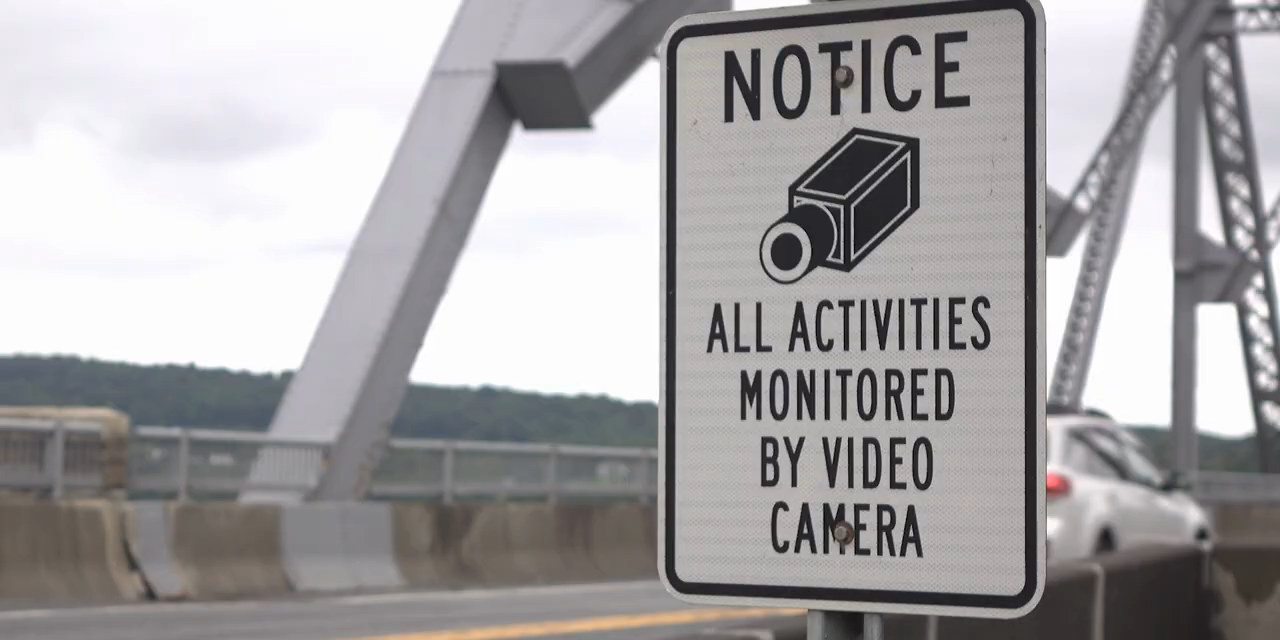 NOTICE
ALL ACTIVITIES
MONITORED
BY VIDEO
CAMERA